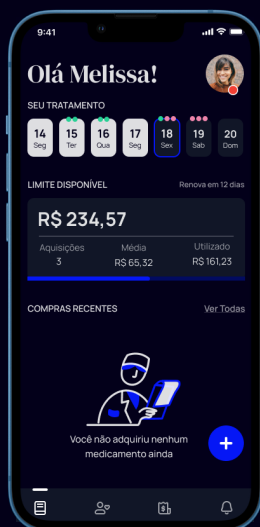 9:41
Olá Melissa!
SEU TRATAMENTO
14 15 16 17 18 19 20
Seg Ter Qua Seg Sex Sab Dom
LIMITE DISPONÍVEL Renova em 12 dias
R$ 234,57
Aquisições Média Utilizado
3 R$ 65,32 R$ 161,23
COMPRAS RECENTES Ver Todas
Você não adquiriu nenhum
medicamento ainda
+